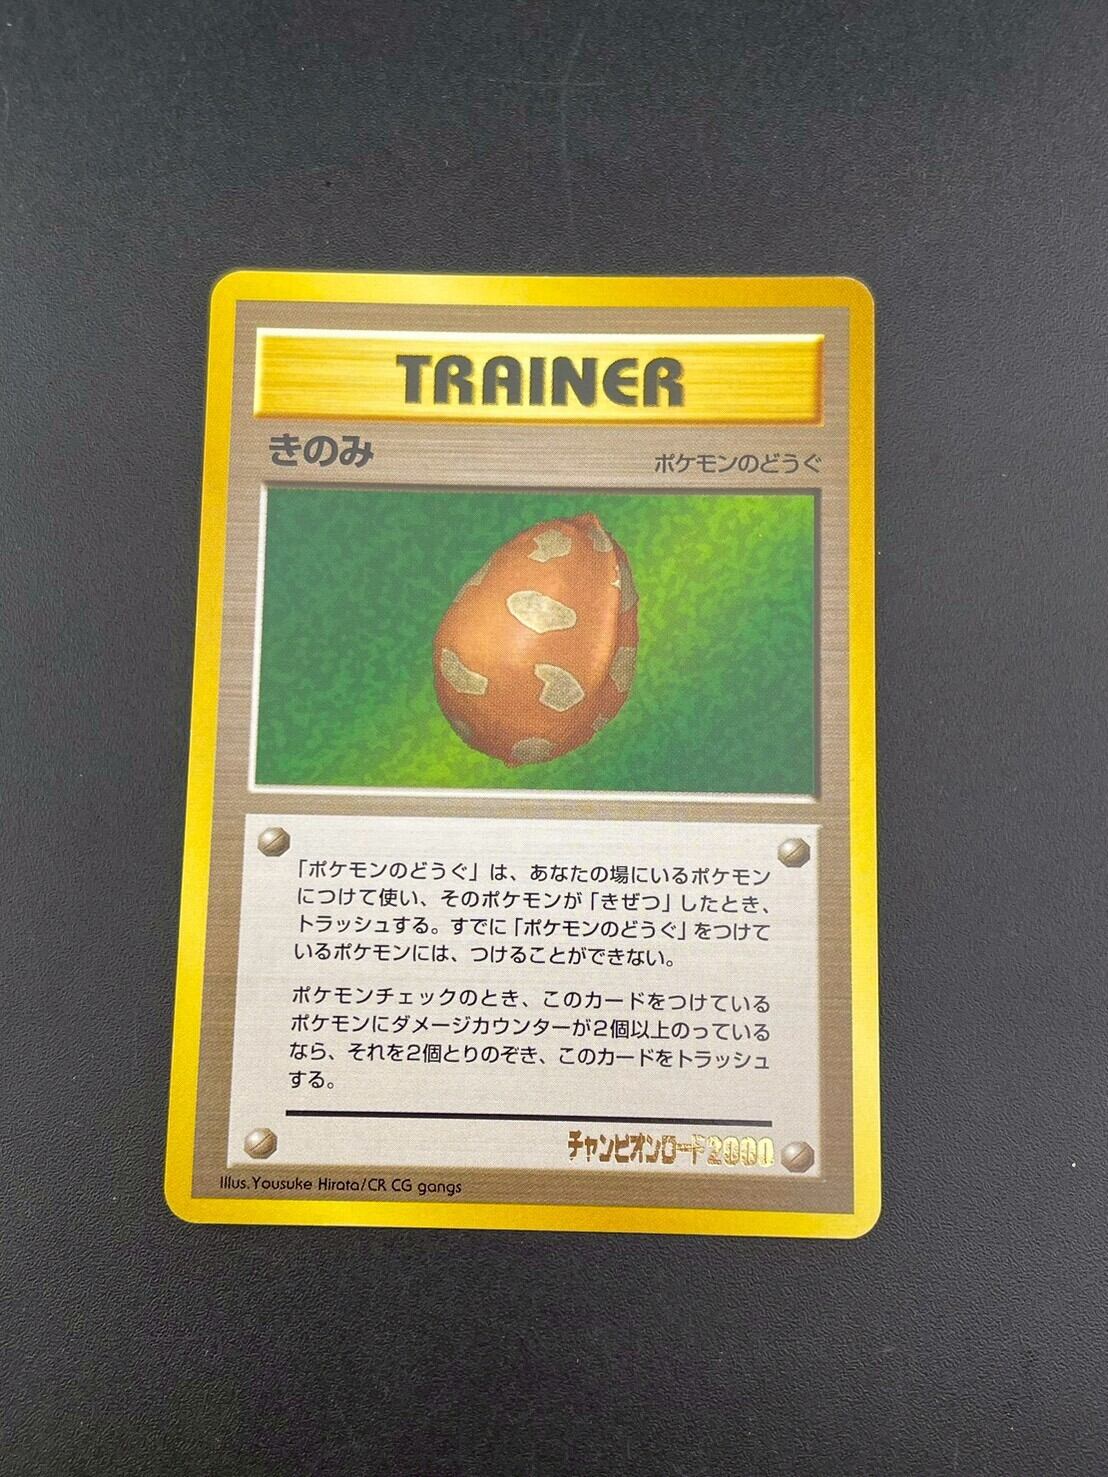 TRAINER
きのみ
ポケモンのどうぐ
「ポケモンのどうぐ」は、あなたの場にいるポケモン
につけて使い、そのポケモンが「きぜつ」したとき、
トラッシュする。すでに「ポケモンのどうぐ」をつけて
いるポケモンには、つけることができない。
ポケモンチェックのとき、このカードをつけている
ポケモンにダメージカウンターが2個以上のっている
なら、それを2個とりのぞき、このカードをトラッシュ
する。
チャンピオンロード2000
Illus.Yousuke Hirata/CR CG gangs